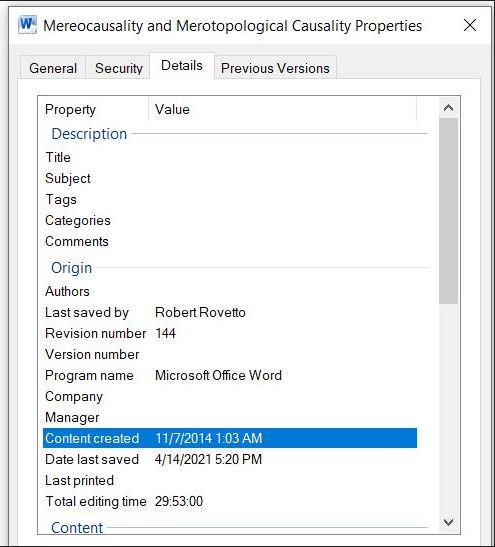 Mereocausality and Merotopological Causality Properties
General Security Details Previous Versions
Property Value
Description
Title
Subject
Tags
Categories
Comments
Origin
Authors
Last saved by Robert Rovetto
Revision number 144
Version number
Program name Microsoft Office Word
Company
Manager
Content created 11/7/2014 1:03 AM
Date last saved 4/14/2021 5:20 PM
Last printed
Total editing time 29:53:00
Content